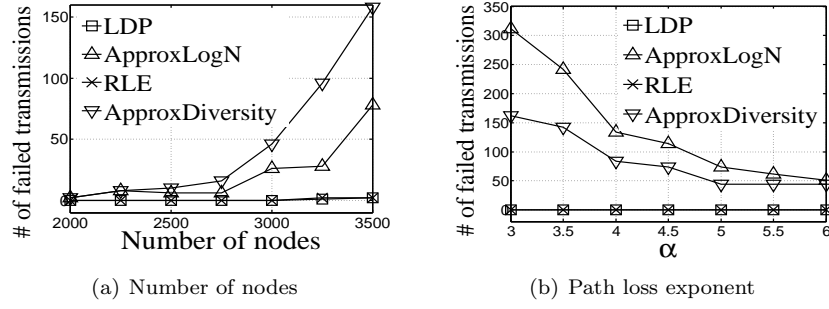 # of failed transmissions
150
100
50
0
LDP
ApproxLogN
RLE
ApproxDiversity
2000 2500 3000 3500
Number of nodes
(a) Number of nodes
# of failed transmissions
350
300
250
200
150
100
50
0
LDP
ApproxLogN
RLE
ApproxDiversity
3 3.5 4 4.5 5 5.5 6
α
(b) Path loss exponent